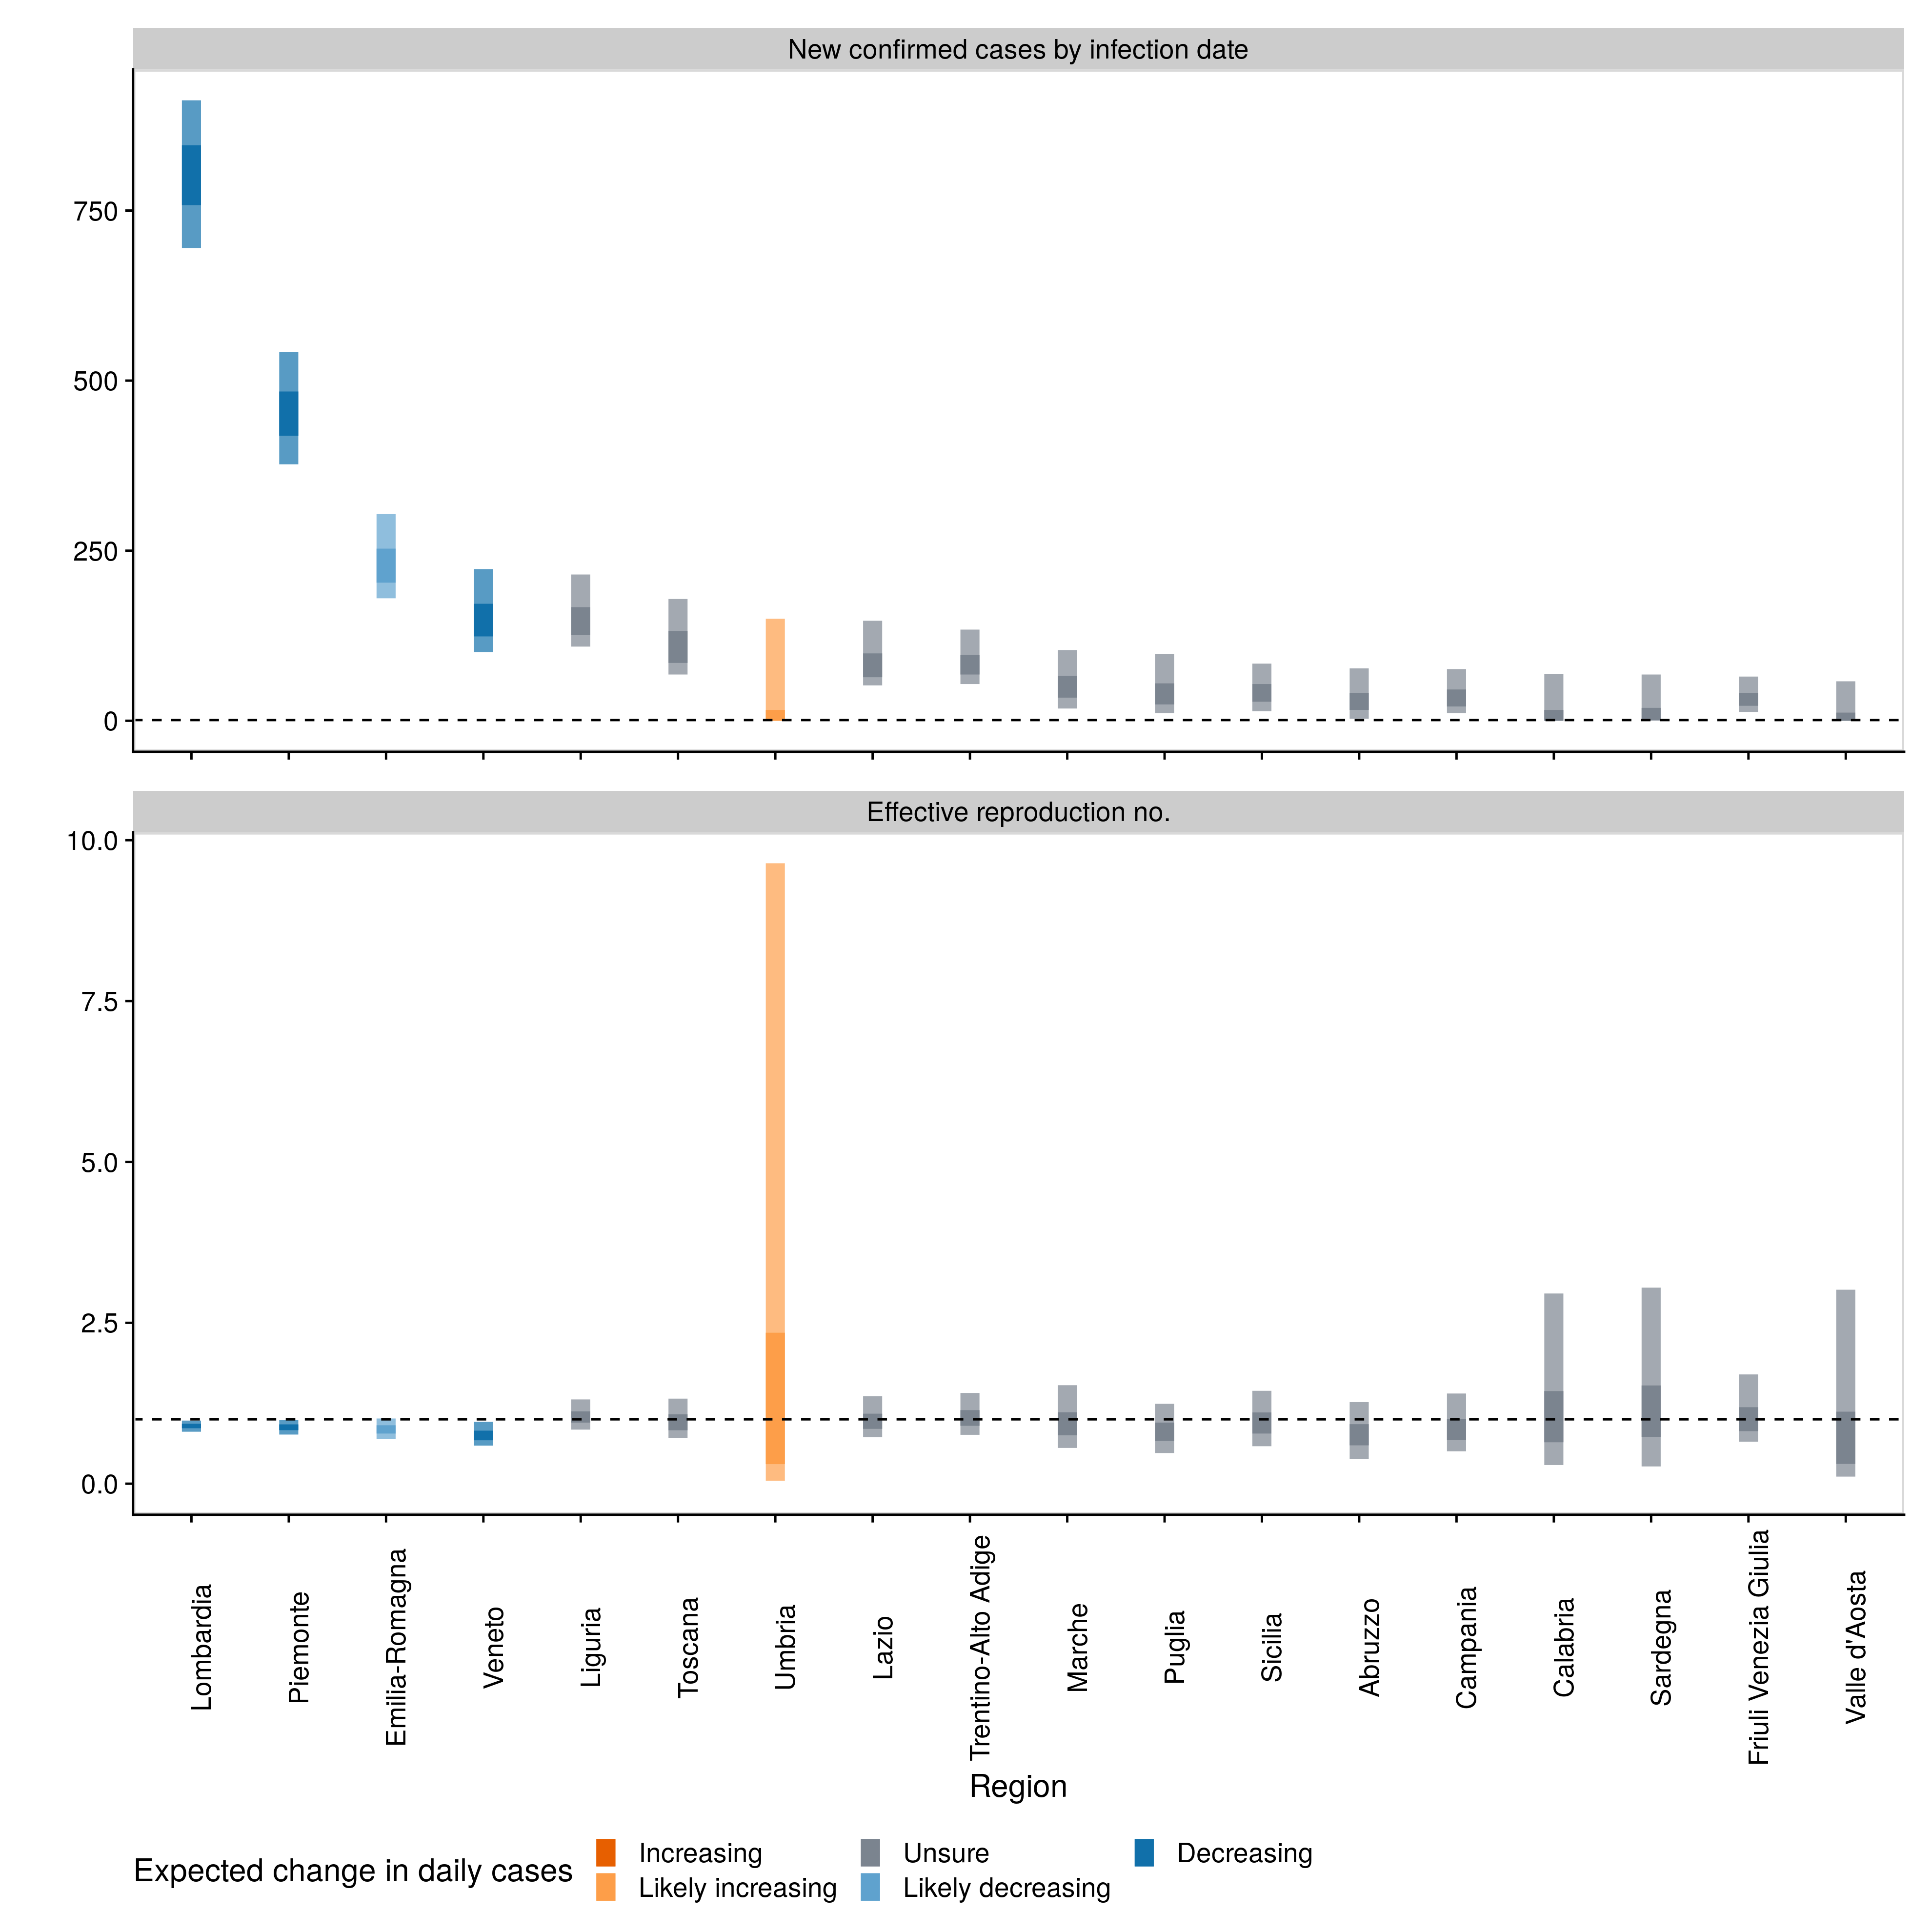 New confirmed cases by infection date
750
500
250
0
Effective reproduction no.
10.0
7.5
5.0
2.5
0.0
Lombardia
Piemonte
Emilia-Romagna
Veneto
Liguria
Toscana
Umbria
Lazio
Trentino-Alto Adige
Marche
Puglia
Sicilia
Abruzzo
Campania
Calabria
Sardegna
Friuli Venezia Giulia
Valle d'Aosta
Region
Expected change in daily cases
Increasing
Likely increasing
Unsure
Likely decreasing
Decreasing